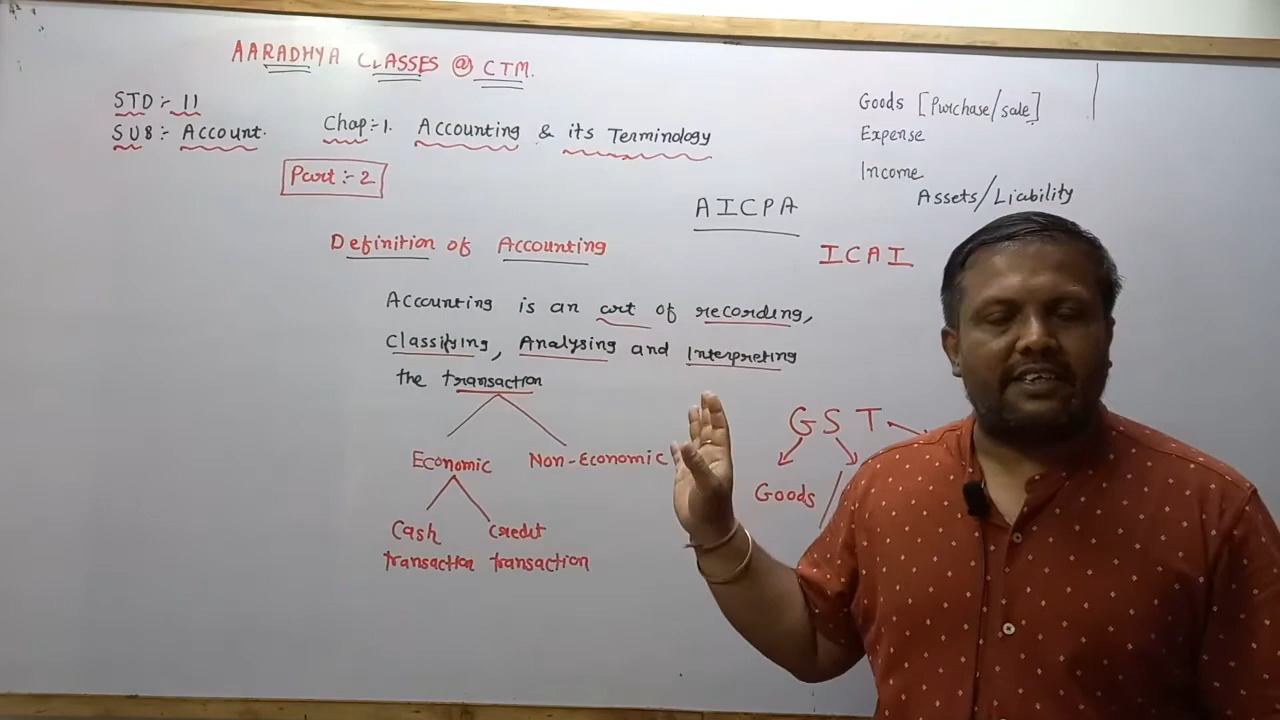 AARADHYA CLASSES @ CTM.
STD:- 11
SUB:- Account.
Chap:-1. Accounting & its Terminology
Part:-2
Goods [Purchase/sale]
Expense
Income
Assets/Liability
AICPA
ICAI
Definition of Accounting
Accounting is an art of recording,
Classifying, Analysing and Interpreting
the transaction
Economic Non-Economic
Cash Credit
transaction transaction
GST
Goods /